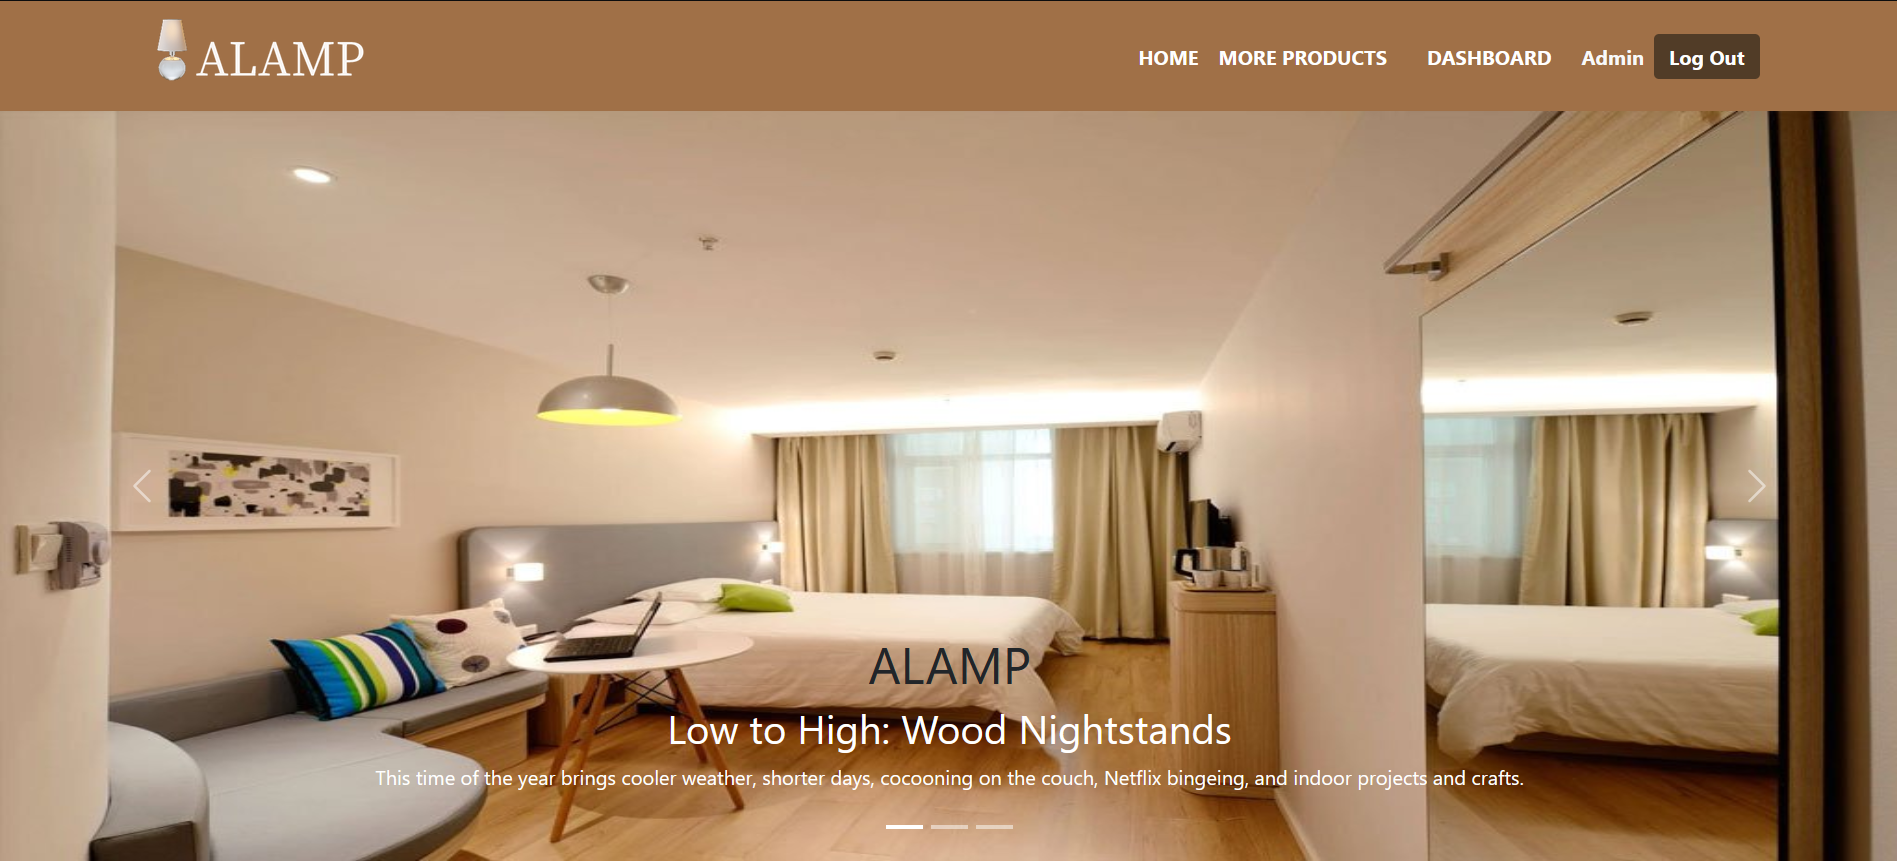 ALAMP
HOME MORE PRODUCTS DASHBOARD Admin Log Out
ALAMP
Low to High: Wood Nightstands
This time of the year brings cooler weather, shorter days, cocooning on the couch, Netflix bingeing, and indoor projects and crafts.